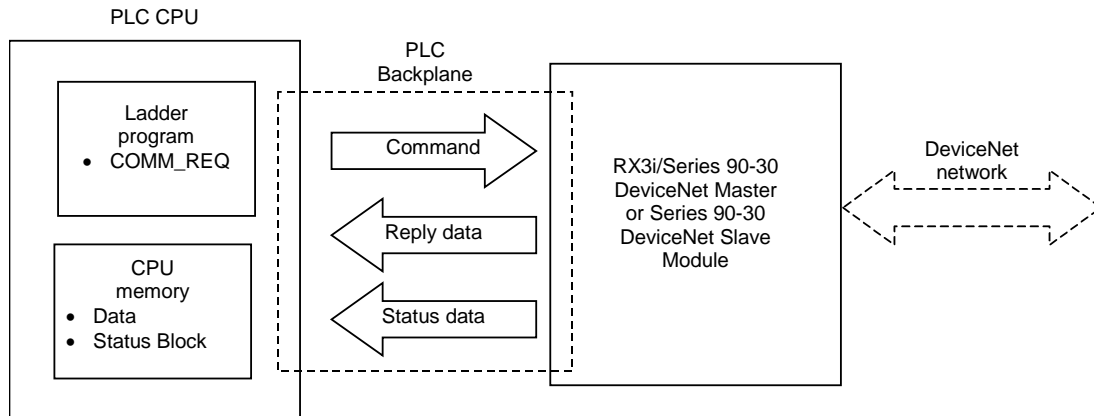 PLC CPU
Ladder
program
• COMM_REQ
CPU
memory
• Data
• Status Block
PLC
Backplane
Command
Reply data
Status data
RX3i/Series 90-30
DeviceNet Master
or Series 90-30
DeviceNet Slave
Module
DeviceNet
network